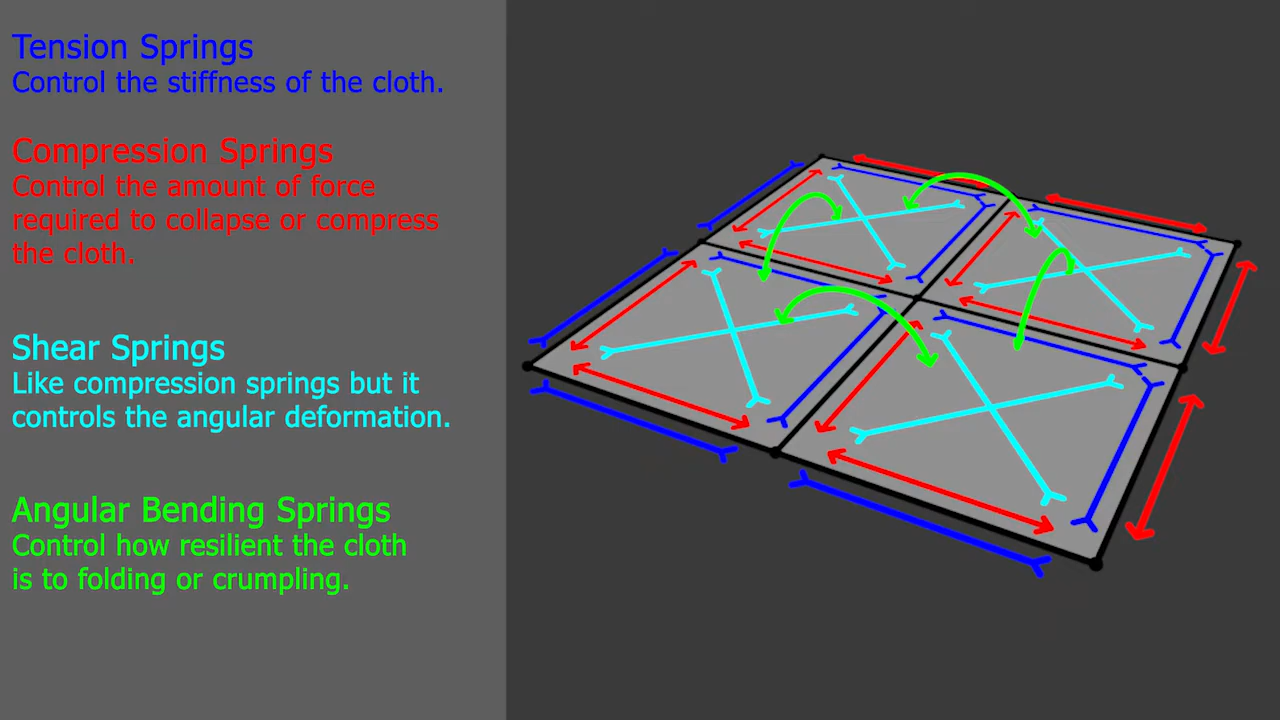 Tension Springs
Control the stiffness of the cloth.
Compression Springs
Control the amount of force
required to collapse or compress
the cloth.
Shear Springs
Like compression springs but it
controls the angular deformation.
Angular Bending Springs
Control how resilient the cloth
is to folding or crumpling.